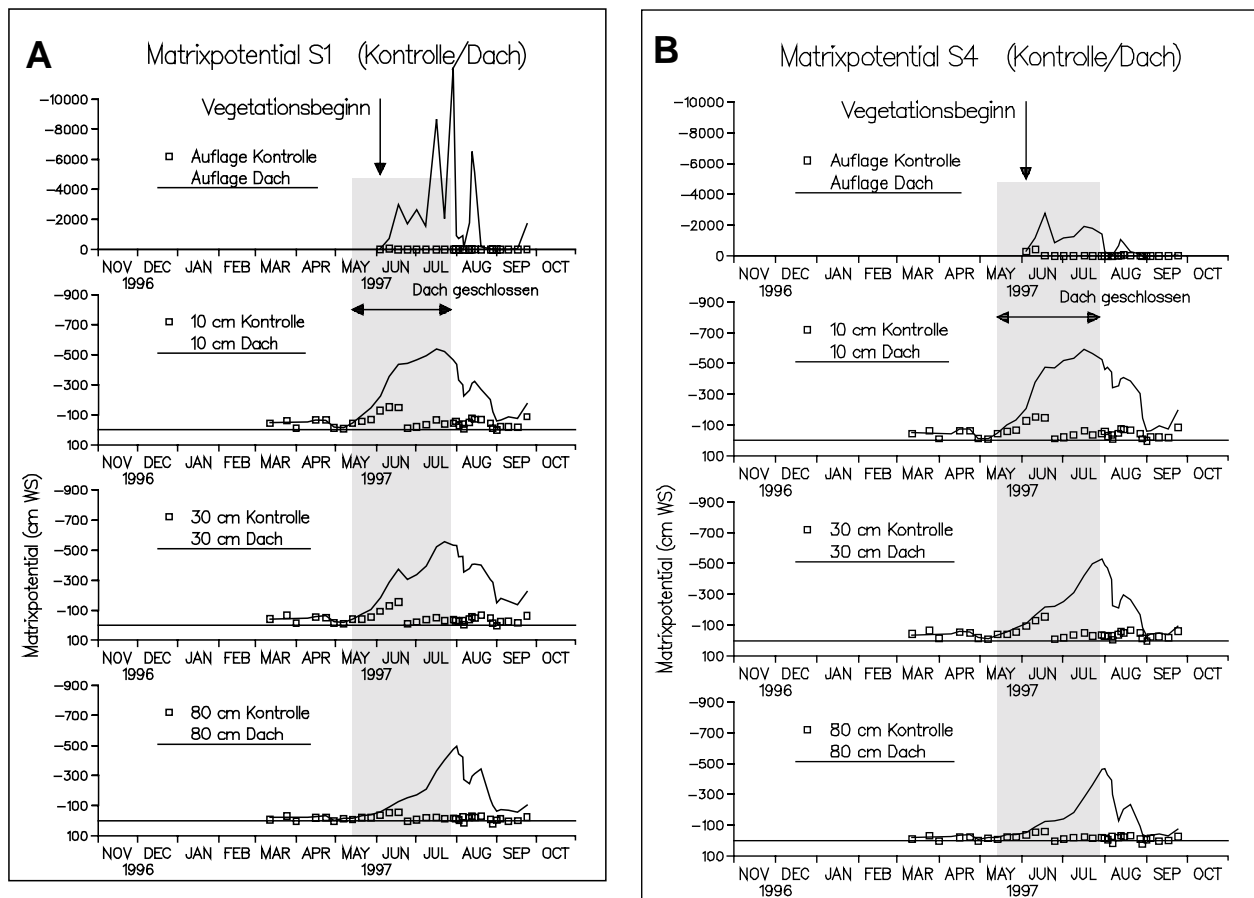 A
Matrixpotential S1 (Kontrolle/Dach)
Vegetationsbeginn
-10000
-8000
-6000
-4000
-2000
0
Auflage Kontrolle
Auflage Dach
NOV DEC JAN FEB MAR APR MAY JUN JUL AUG SEP OCT
1996 1997
Dach geschlossen
-900
-700
-500
-300
-100
100
10 cm Kontrolle
10 cm Dach
NOV DEC JAN FEB MAR APR MAY JUN JUL AUG SEP OCT
1996 1997
Matrixpotential (cm WS)
-900
-700
-500
-300
-100
100
30 cm Kontrolle
30 cm Dach
NOV DEC JAN FEB MAR APR MAY JUN JUL AUG SEP OCT
1996 1997
-900
-700
-500
-300
-100
100
80 cm Kontrolle
80 cm Dach
NOV DEC JAN FEB MAR APR MAY JUN JUL AUG SEP OCT
1996 1997
B
Matrixpotential S4 (Kontrolle/Dach)
Vegetationsbeginn
-10000
-8000
-6000
-4000
-2000
0
Auflage Kontrolle
Auflage Dach
NOV DEC JAN FEB MAR APR MAY JUN JUL AUG SEP OCT
1996 1997
Dach geschlossen
-900
-700
-500
-300
-100
100
10 cm Kontrolle
10 cm Dach
NOV DEC JAN FEB MAR APR MAY JUN JUL AUG SEP OCT
1996 1997
Matrixpotential (cm WS)
-900
-700
-500
-300
-100
100
30 cm Kontrolle
30 cm Dach
NOV DEC JAN FEB MAR APR MAY JUN JUL AUG SEP OCT
1996 1997
-900
-700
-500
-300
-100
100
80 cm Kontrolle
80 cm Dach
NOV DEC JAN FEB MAR APR MAY JUN JUL AUG SEP OCT
1996 1997